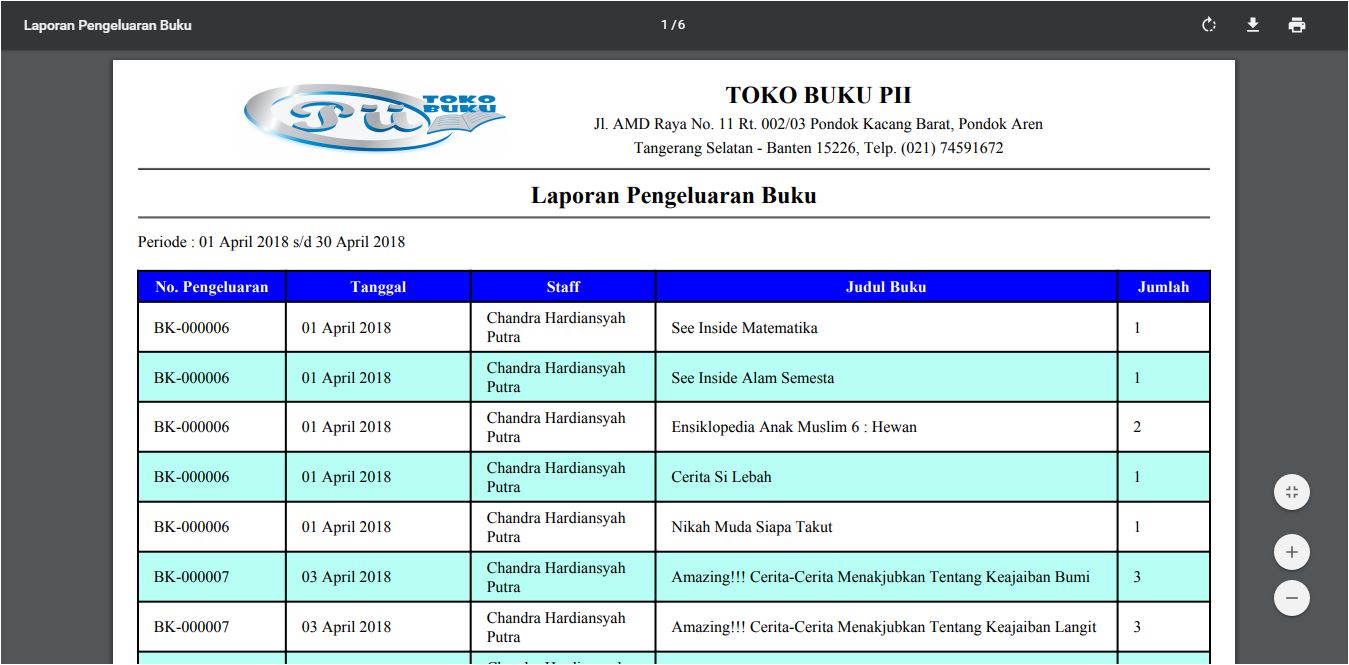 Laporan Pengeluaran Buku
1 / 6
Pii TOKO
BUKU
TOKO BUKU PII
Jl. AMD Raya No. 11 Rt. 002/03 Pondok Kacang Barat, Pondok Aren
Tangerang Selatan - Banten 15226, Telp. (021) 74591672
Laporan Pengeluaran Buku
Periode : 01 April 2018 s/d 30 April 2018
No. Pengeluaran Tanggal Staff Judul Buku Jumlah
BK-000006 01 April 2018 Chandra Hardiansyah See Inside Matematika 1
Putra
BK-000006 01 April 2018 Chandra Hardiansyah See Inside Alam Semesta 1
Putra
BK-000006 01 April 2018 Chandra Hardiansyah Ensiklopedia Anak Muslim 6 : Hewan 2
Putra
BK-000006 01 April 2018 Chandra Hardiansyah Cerita Si Lebah 1
Putra
BK-000006 01 April 2018 Chandra Hardiansyah Nikah Muda Siapa Takut 1
Putra
BK-000007 03 April 2018 Chandra Hardiansyah Amazing!!! Cerita-Cerita Menakjubkan Tentang Keajaiban Bumi 3
Putra
BK-000007 03 April 2018 Chandra Hardiansyah Amazing!!! Cerita-Cerita Menakjubkan Tentang Keajaiban Langit 3
Putra